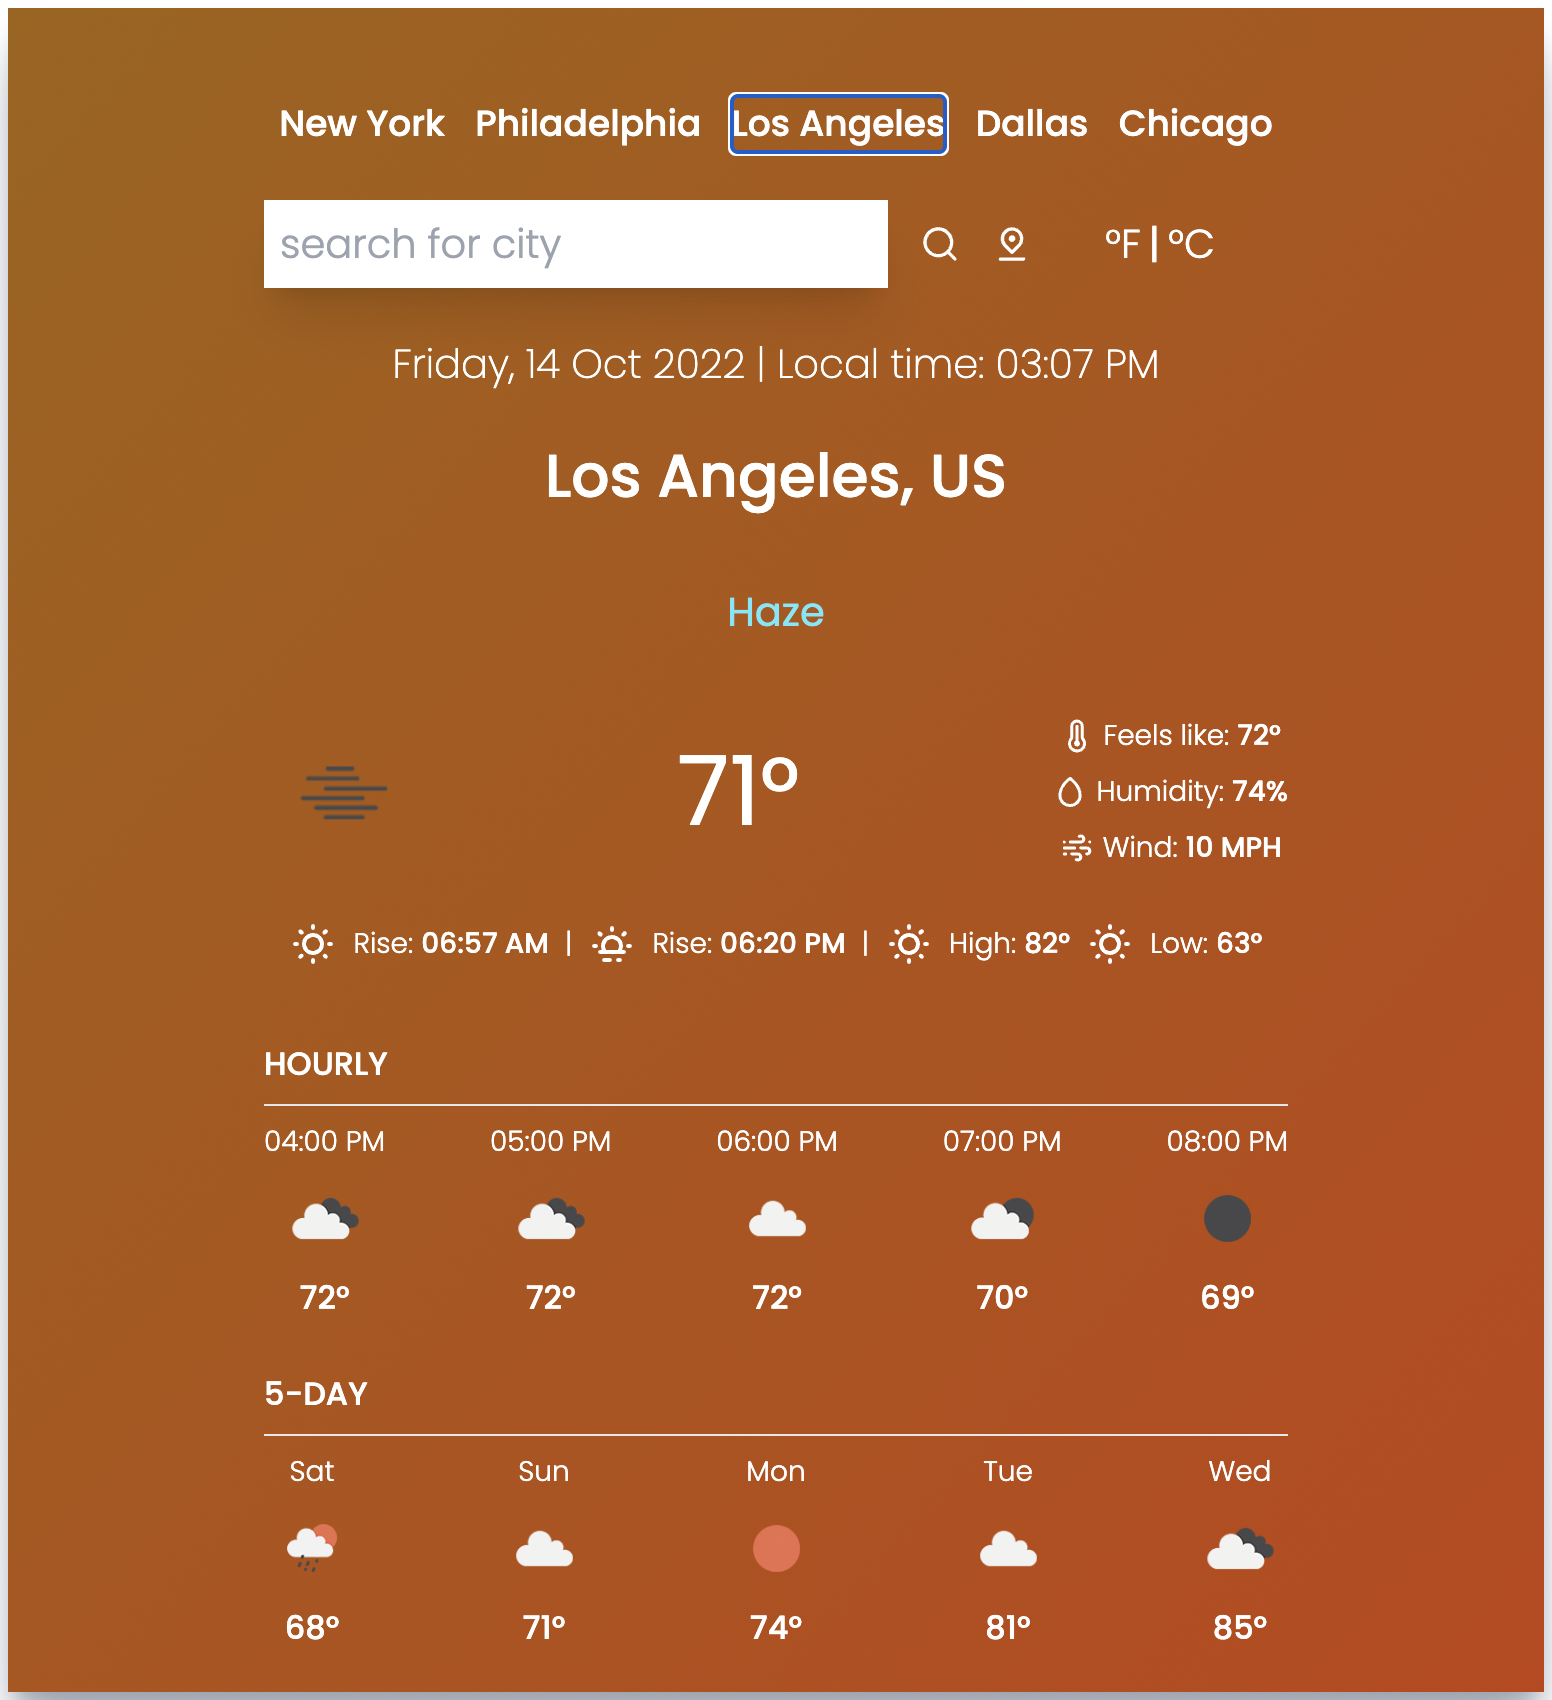 New York Philadelphia Los Angeles Dallas Chicago
search for city °F | °C
Friday, 14 Oct 2022 | Local time: 03:07 PM
Los Angeles, US
Haze
71°
Feels like: 72°
Humidity: 74%
Wind: 10 MPH
Rise: 06:57 AM | Rise: 06:20 PM | High: 82° Low: 63°
HOURLY
04:00 PM 05:00 PM 06:00 PM 07:00 PM 08:00 PM
72° 72° 72° 70° 69°
5-DAY
Sat Sun Mon Tue Wed
68° 71° 74° 81° 85°